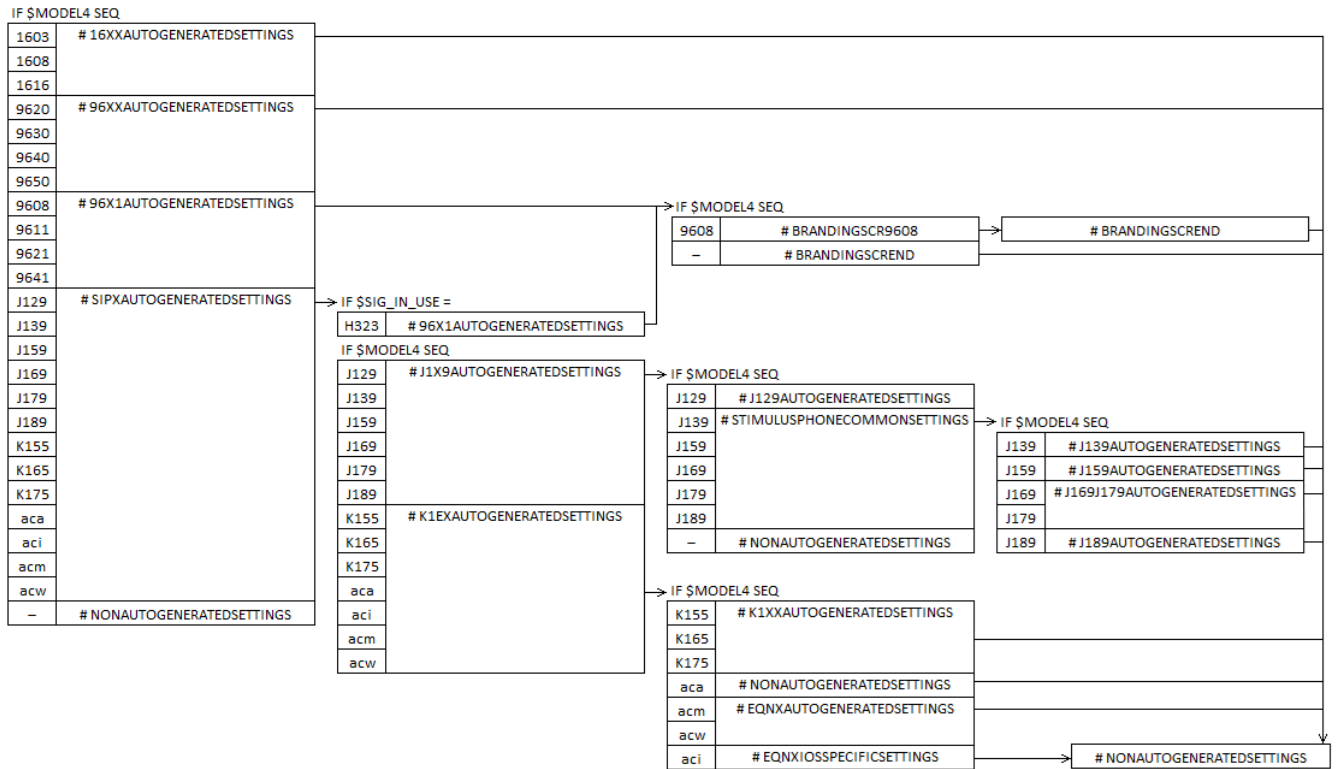 IF $MODEL4 SEQ
1603 # 16XXAUTOGENERATEDSETTINGS
1608
1616
9620 # 96XXAUTOGENERATEDSETTINGS
9630
9640
9650
9608 # 96X1AUTOGENERATEDSETTINGS
9611
9621
9641
J129 # SIPXAUTOGENERATEDSETTINGS
J139
J159
J169
J179
J189
K155
K165
K175
aca
aci
acm
acw
– # NONAUTOGENERATEDSETTINGS
IF $SIG_IN_USE =
H323 # 96X1AUTOGENERATEDSETTINGS
IF $MODEL4 SEQ
J129 # J1X9AUTOGENERATEDSETTINGS
J139
J159
J169
J179
J189
K155 # K1EXAUTOGENERATEDSETTINGS
K165
K175
aca
aci
acm
acw
IF $MODEL4 SEQ
9608 # BRANDINGSCR9608
– # BRANDINGSCREND
# BRANDINGSCREND
IF $MODEL4 SEQ
J129 # J129AUTOGENERATEDSETTINGS
J139 # STIMULUSPHONECOMMONSETTINGS
J159
J169
J179
J189
– # NONAUTOGENERATEDSETTINGS
IF $MODEL4 SEQ
J139 # J139AUTOGENERATEDSETTINGS
J159 # J159AUTOGENERATEDSETTINGS
J169 # J169J179AUTOGENERATEDSETTINGS
J179
J189 # J189AUTOGENERATEDSETTINGS
IF $MODEL4 SEQ
K155 # K1XXAUTOGENERATEDSETTINGS
K165
K175
aca # NONAUTOGENERATEDSETTINGS
acm # EQNXAUTOGENERATEDSETTINGS
acw
aci # EQNXIOSSPECIFICSETTINGS
# NONAUTOGENERATEDSETTINGS